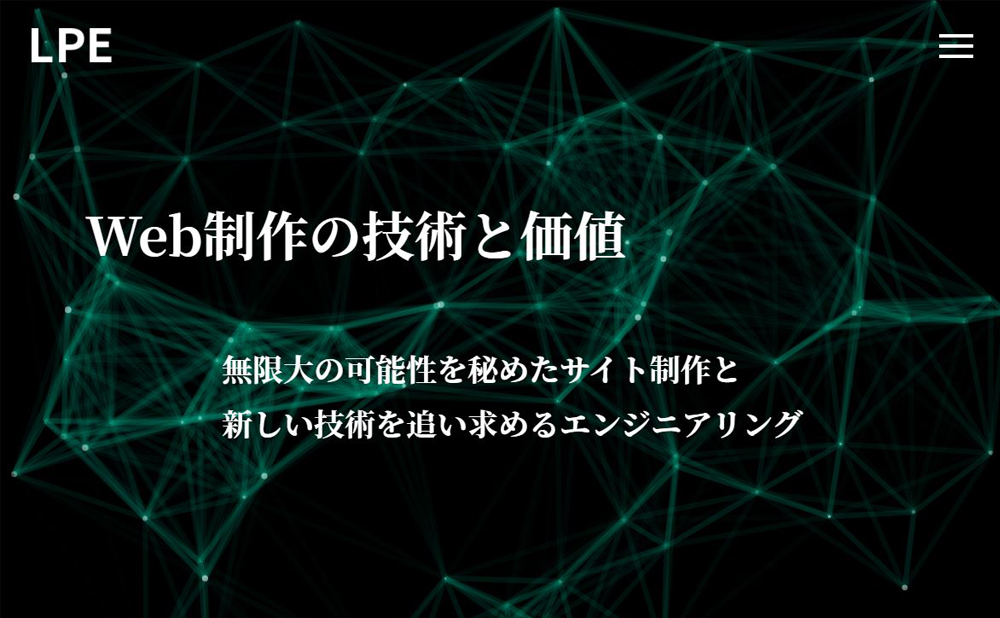 LPE
Web制作の技術と価値
無限大の可能性を秘めたサイト制作と
新しい技術を追い求めるエンジニアリング